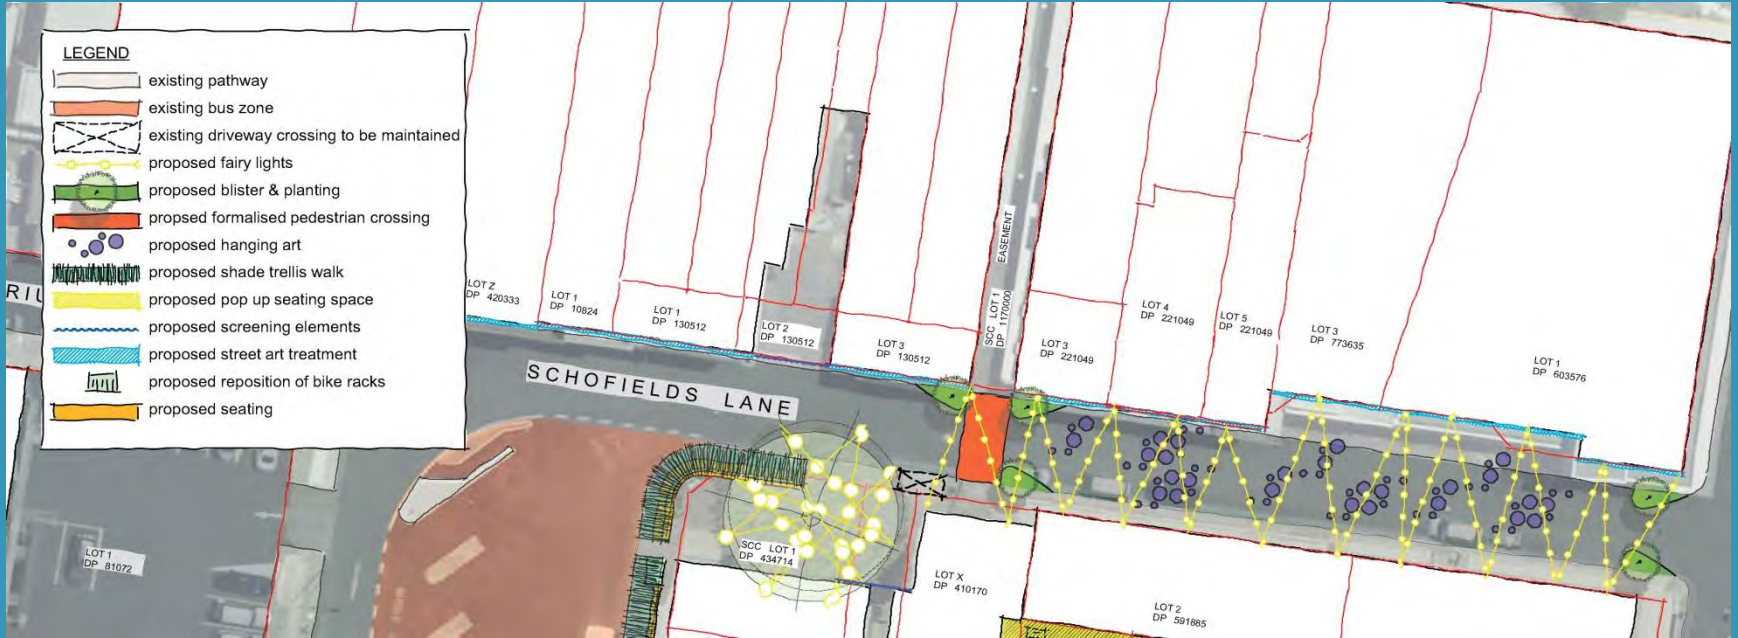 LEGEND
existing pathway
existing bus zone
existing driveway crossing to be maintained
proposed fairy lights
proposed blister & planting
propsed formalised pedestrian crossing
proposed hanging art
proposed shade trellis walk
proposed pop up seating space
proposed screening elements
proposed street art treatment
proposed reposition of bike racks
proposed seating
LOT Z
DP 420333
LOT 1
DP 10824
LOT 1
DP 130512
LOT 2
DP 130512
LOT 3
DP 130512
SCC LOT 1
DP 1170000
EASEMENT
LOT 3
DP 221049
LOT 4
DP 221049
LOT 5
DP 221049
LOT 3
DP 773635
LOT 1
DP 603576
SCHOFIELDS LANE
LOT 1
DP 81072
SCC LOT 1
DP 434714
LOT X
DP 410170
LOT 2
DP 591885